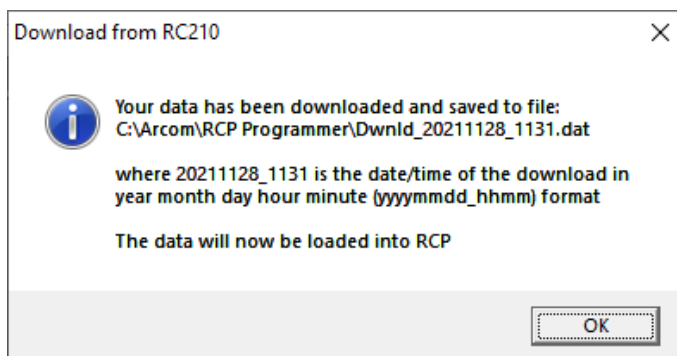 Download from RC210
Your data has been downloaded and saved to file:
C:\Arcom\RCP Programmer\Dwnld_20211128_1131.dat
where 20211128_1131 is the date/time of the download in
year month day hour minute (yyyymmdd_hhmm) format
The data will now be loaded into RCP
OK